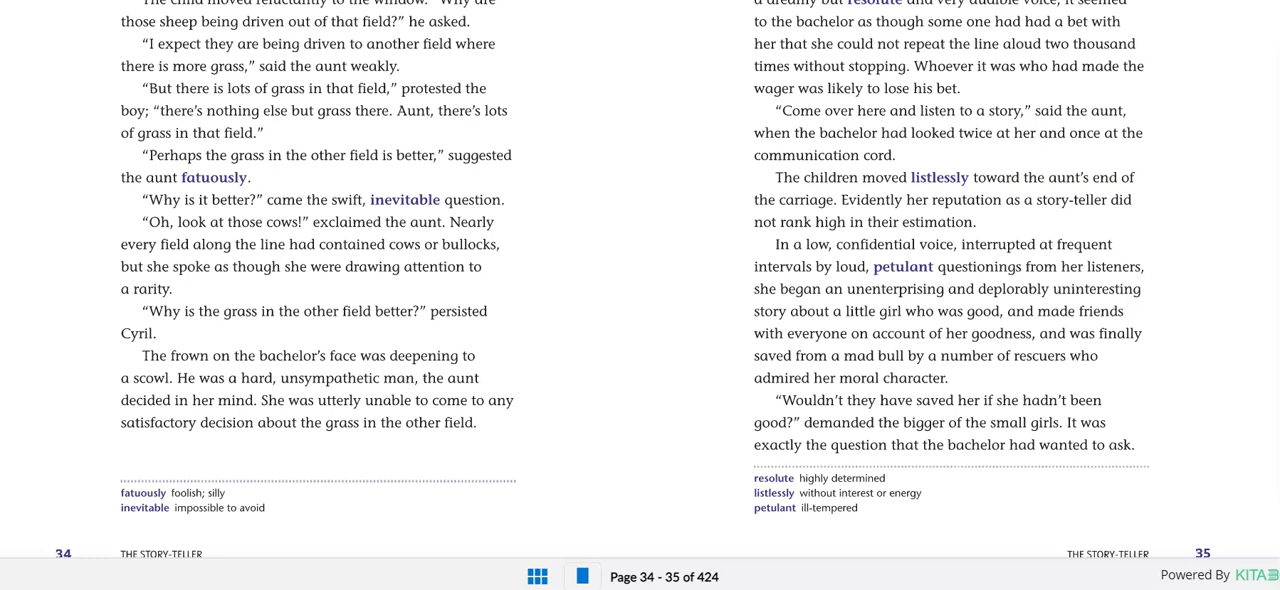 The child moved reluctantly to the window. "Why are
those sheep being driven out of that field?" he asked.
"I expect they are being driven to another field where
there is more grass," said the aunt weakly.
"But there is lots of grass in that field," protested the
boy; "there's nothing else but grass there. Aunt, there's lots
of grass in that field."
"Perhaps the grass in the other field is better," suggested
the aunt fatuously.
"Why is it better?" came the swift, inevitable question.
"Oh, look at those cows!" exclaimed the aunt. Nearly
every field along the line had contained cows or bullocks,
but she spoke as though she were drawing attention to
a rarity.
"Why is the grass in the other field better?" persisted
Cyril.
The frown on the bachelor's face was deepening to
a scowl. He was a hard, unsympathetic man, the aunt
decided in her mind. She was utterly unable to come to any
satisfactory decision about the grass in the other field.
fatuously foolish; silly
inevitable impossible to avoid
34 THE STORY-TELLER
a dreamy but resolute and very audible voice; it seemed
to the bachelor as though some one had had a bet with
her that she could not repeat the line aloud two thousand
times without stopping. Whoever it was who had made the
wager was likely to lose his bet.
"Come over here and listen to a story," said the aunt,
when the bachelor had looked twice at her and once at the
communication cord.
The children moved listlessly toward the aunt's end of
the carriage. Evidently her reputation as a story-teller did
not rank high in their estimation.
In a low, confidential voice, interrupted at frequent
intervals by loud, petulant questionings from her listeners,
she began an unenterprising and deplorably uninteresting
story about a little girl who was good, and made friends
with everyone on account of her goodness, and was finally
saved from a mad bull by a number of rescuers who
admired her moral character.
"Wouldn't they have saved her if she hadn't been
good?" demanded the bigger of the small girls. It was
exactly the question that the bachelor had wanted to ask.
resolute highly determined
listlessly without interest or energy
petulant ill-tempered
THE STORY-TELLER 35
Page 34 - 35 of 424
Powered By KITAB